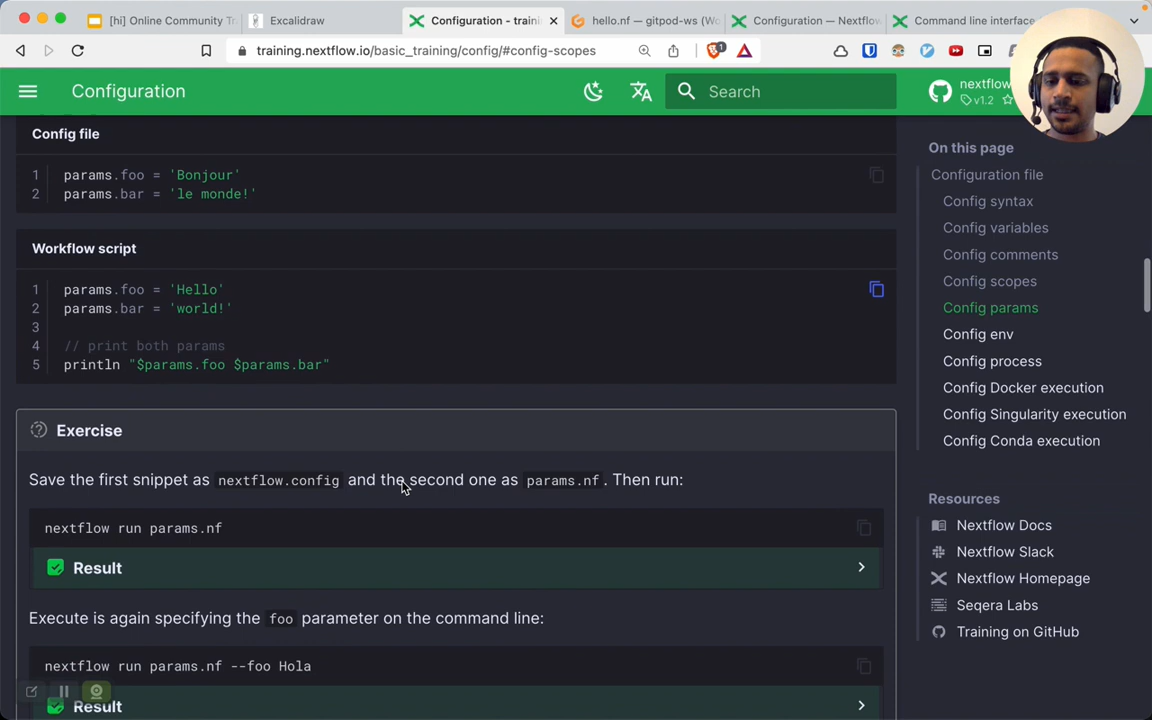 [hi] Online Community Tr
Excalidraw
Configuration - traini
hello.nf — gitpod-ws (Wo
Configuration — Nextflow
Command line interface
training.nextflow.io/basic_training/config/#config-scopes
1
Configuration
Search
nextflow
v1.2
Config file
1 params.foo = 'Bonjour'
2 params.bar = 'le monde!'
Workflow script
1 params.foo = 'Hello'
2 params.bar = 'world!'
3
4 // print both params
5 println "$params.foo $params.bar"
Exercise
Save the first snippet as nextflow.config and the second one as params.nf. Then run:
nextflow run params.nf
Result
Execute is again specifying the foo parameter on the command line:
nextflow run params.nf --foo Hola
Result
On this page
Configuration file
Config syntax
Config variables
Config comments
Config scopes
Config params
Config env
Config process
Config Docker execution
Config Singularity execution
Config Conda execution
Resources
Nextflow Docs
Nextflow Slack
Nextflow Homepage
Seqera Labs
Training on GitHub